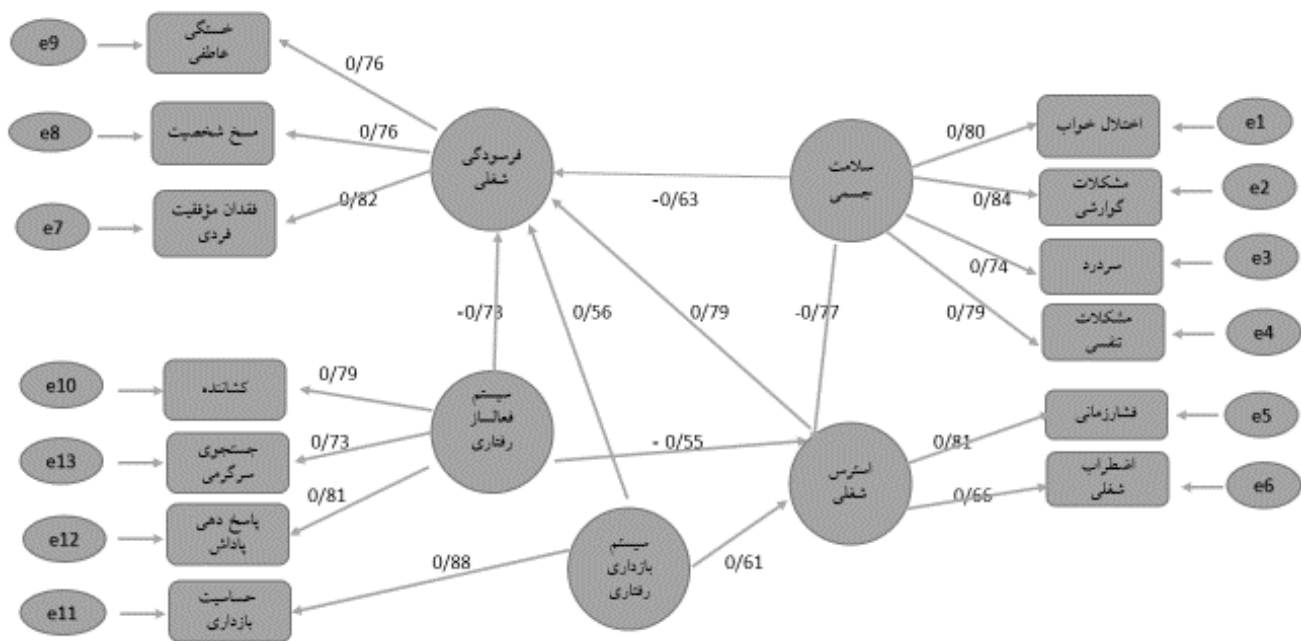 e9
خستگی
عاطفی
0/76
e8
مسخ شخصیت
0/76
e7
فقدان مؤفقیت
فردی
0/82
فرسودگی
شغلی
-0/63
سلامت
جسمی
0/80
اختلال خواب
e1
0/84
مشکلات
گوارشی
e2
0/74
سردرد
e3
0/79
مشکلات
تنفسی
e4
-0/73
0/56
0/79
-0/77
e10
کشاننده
0/79
e13
جستجوی
سرگرمی
0/73
e12
پاسخ دهی
پاداش
0/81
e11
حساسیت
بازداری
0/88
سیستم
فعالساز
رفتاری
- 0/55
سیستم
بازداری
رفتاری
0/61
استرس
شغلی
0/81
فشارزمانی
e5
0/66
اضطراب
شغلی
e6